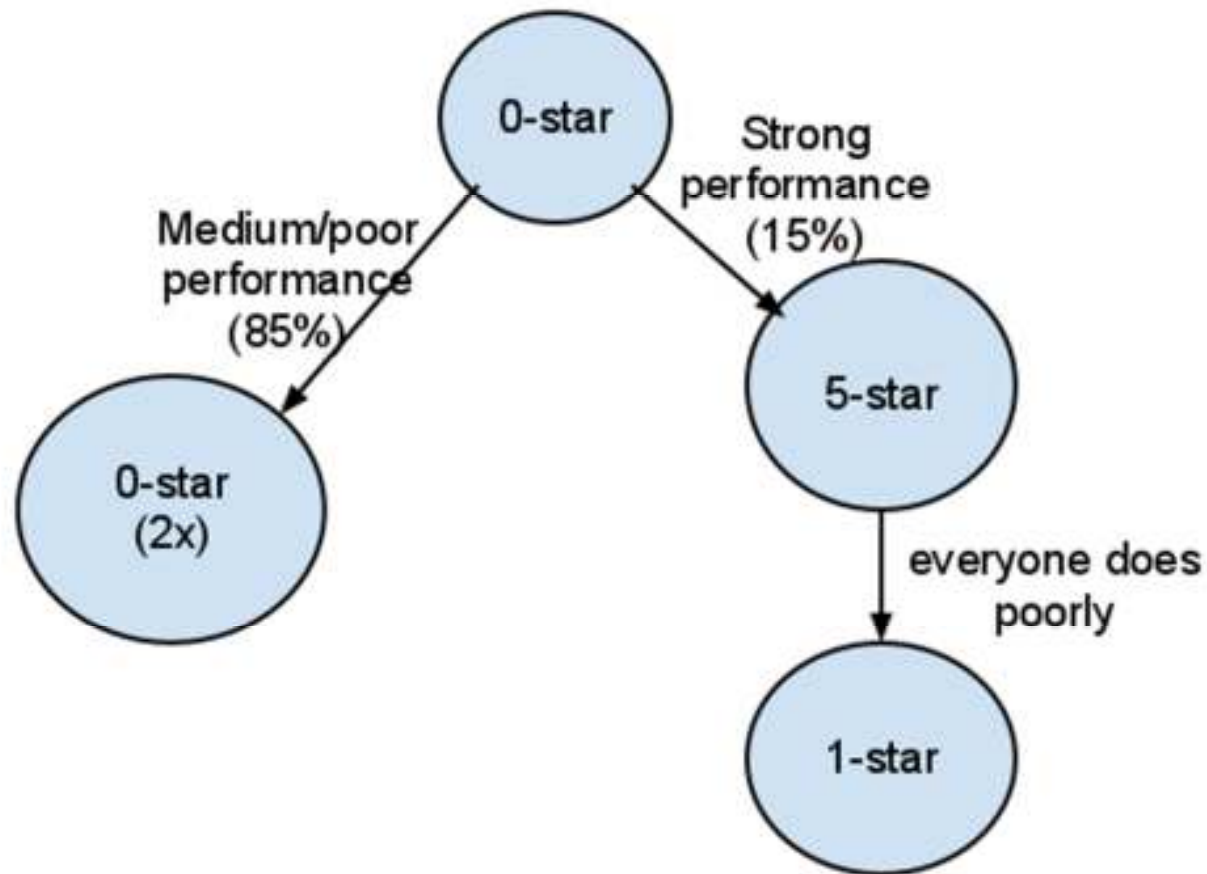 0-star
Strong
performance
(15%)
Medium/poor
performance
(85%)
5-star
0-star
(2x)
everyone does
poorly
1-star